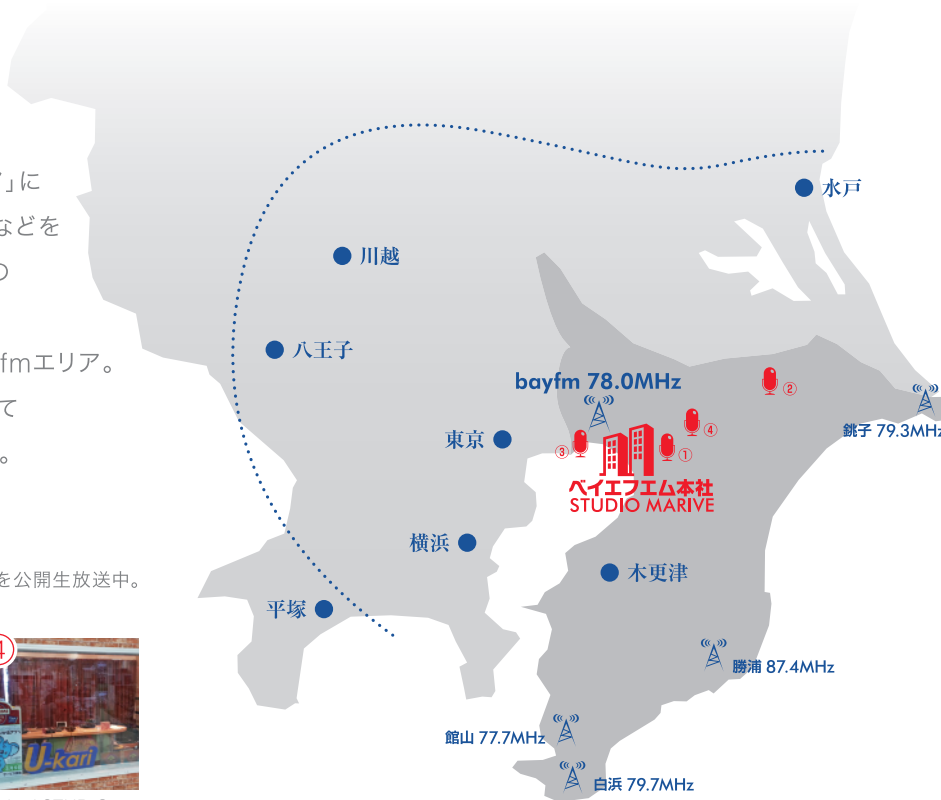 」に
などを
の
fmエリア。
て
。
を公開生放送中。
④
U-kari
水戸
川越
八王子
bayfm 78.0MHz
②
銚子 79.3MHz
東京
③
④
①
ベイエフエム本社
STUDIO MARIVE
横浜
木更津
平塚
勝浦 87.4MHz
館山 77.7MHz
白浜 79.7MHz